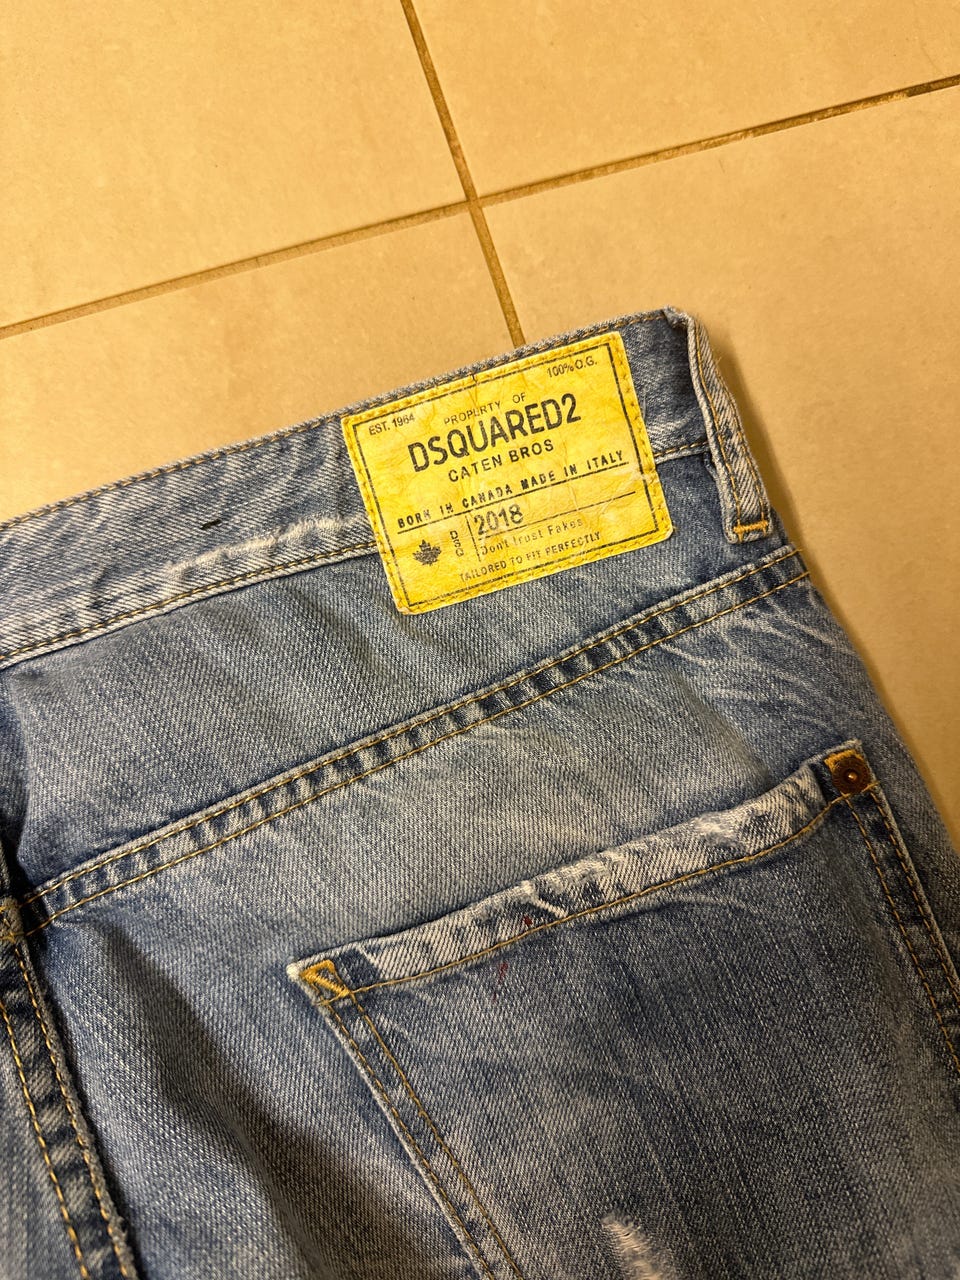 EST. 1964
100% O.G.
PROPERTY OF
DSQUARED2
CATEN BROS
BORN IN CANADA MADE IN ITALY
DSQ
2018
Don't Trust Fakes
TAILORED TO FIT PERFECTLY